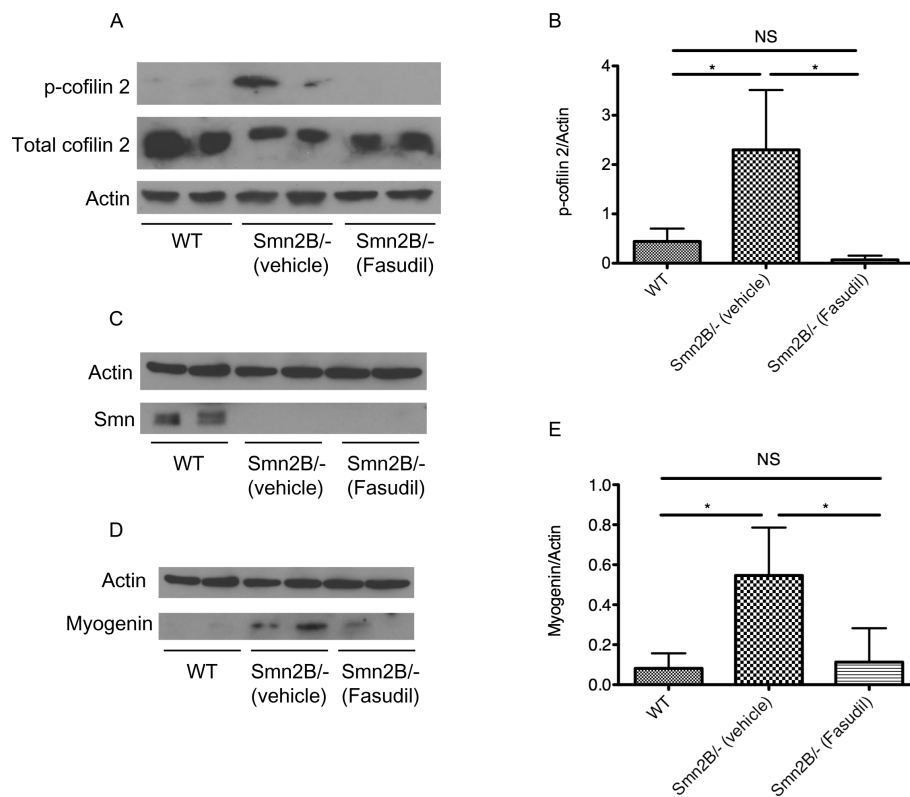 A
p-cofilin 2
Total cofilin 2
Actin
WT
Smn2B/-
(vehicle)
Smn2B/-
(Fasudil)
B
NS
*
*
p-cofilin 2/Actin
4
3
2
1
0
WT
Smn2B/- (vehicle)
Smn2B/- (Fasudil)
C
Actin
Smn
WT
Smn2B/-
(vehicle)
Smn2B/-
(Fasudil)
D
Actin
Myogenin
WT
Smn2B/-
(vehicle)
Smn2B/-
(Fasudil)
E
NS
*
*
Myogenin/Actin
1.0
0.8
0.6
0.4
0.2
0.0
WT
Smn2B/- (vehicle)
Smn2B/- (Fasudil)